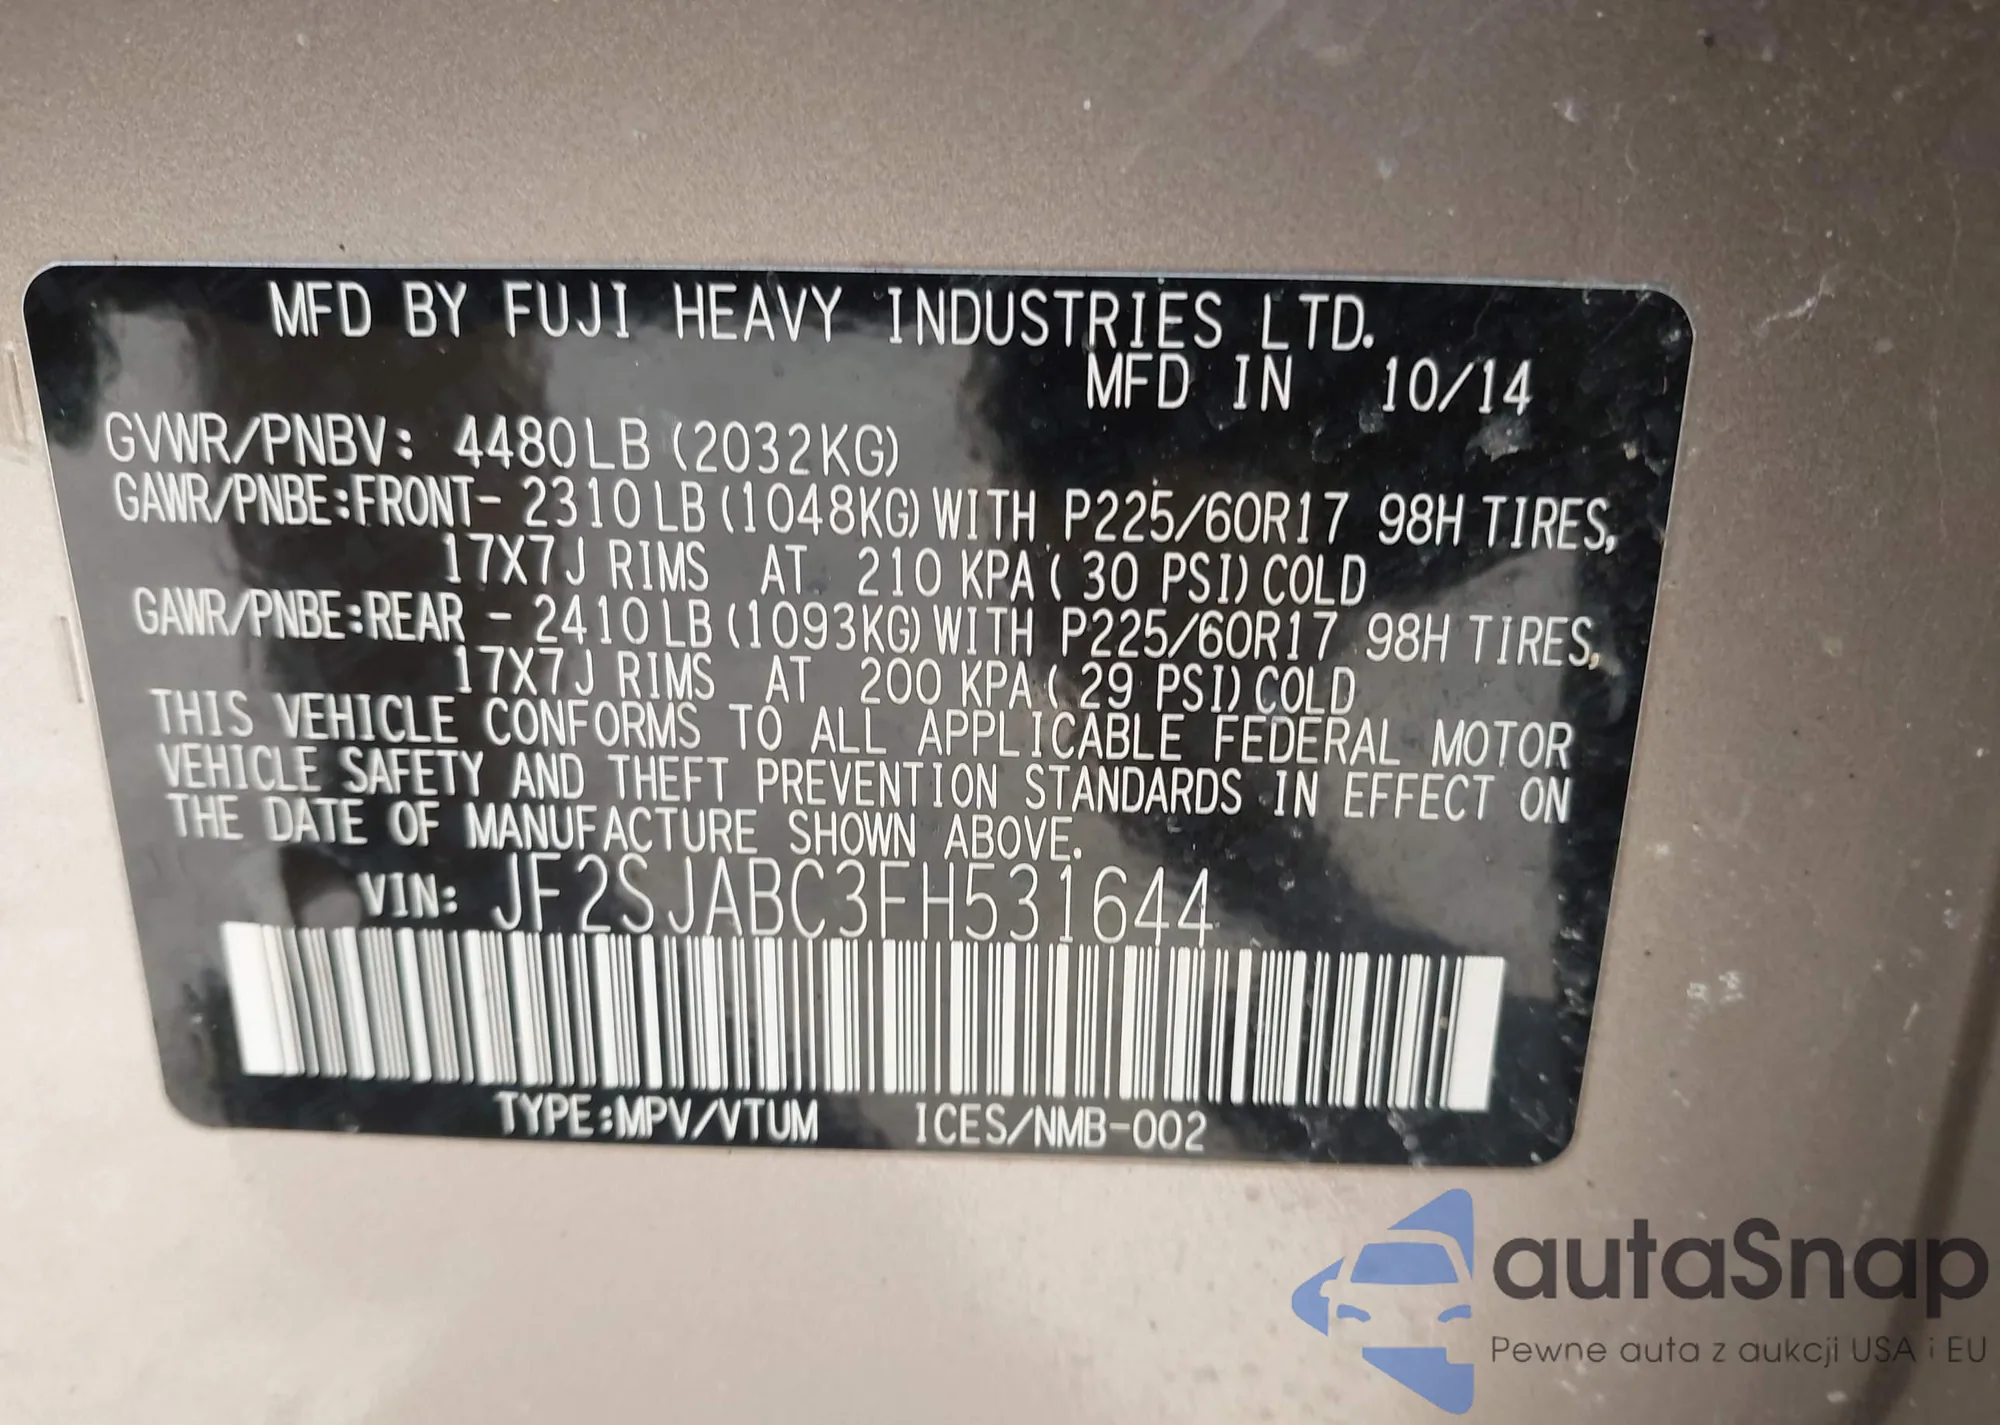 MFD BY FUJI HEAVY INDUSTRIES LTD.
MFD IN 10/14
GVWR/PNBV: 4480LB (2032KG)
GAWR/PNBE:FRONT- 2310LB (1048KG) WITH P225/60R17 98H TIRES,
17X7J RIMS AT 210 KPA ( 30 PSI) COLD
GAWR/PNBE:REAR - 2410LB (1093KG) WITH P225/60R17 98H TIRES,
17X7J RIMS AT 200 KPA ( 29 PSI) COLD
THIS VEHICLE CONFORMS TO ALL APPLICABLE FEDERAL MOTOR
VEHICLE SAFETY AND THEFT PREVENTION STANDARDS IN EFFECT ON
THE DATE OF MANUFACTURE SHOWN ABOVE.
VIN: JF2SJABC3FH531644
TYPE:MPV/VTUM ICES/NMB-002
autaSnap
Pewne auta z aukcji USA i EU